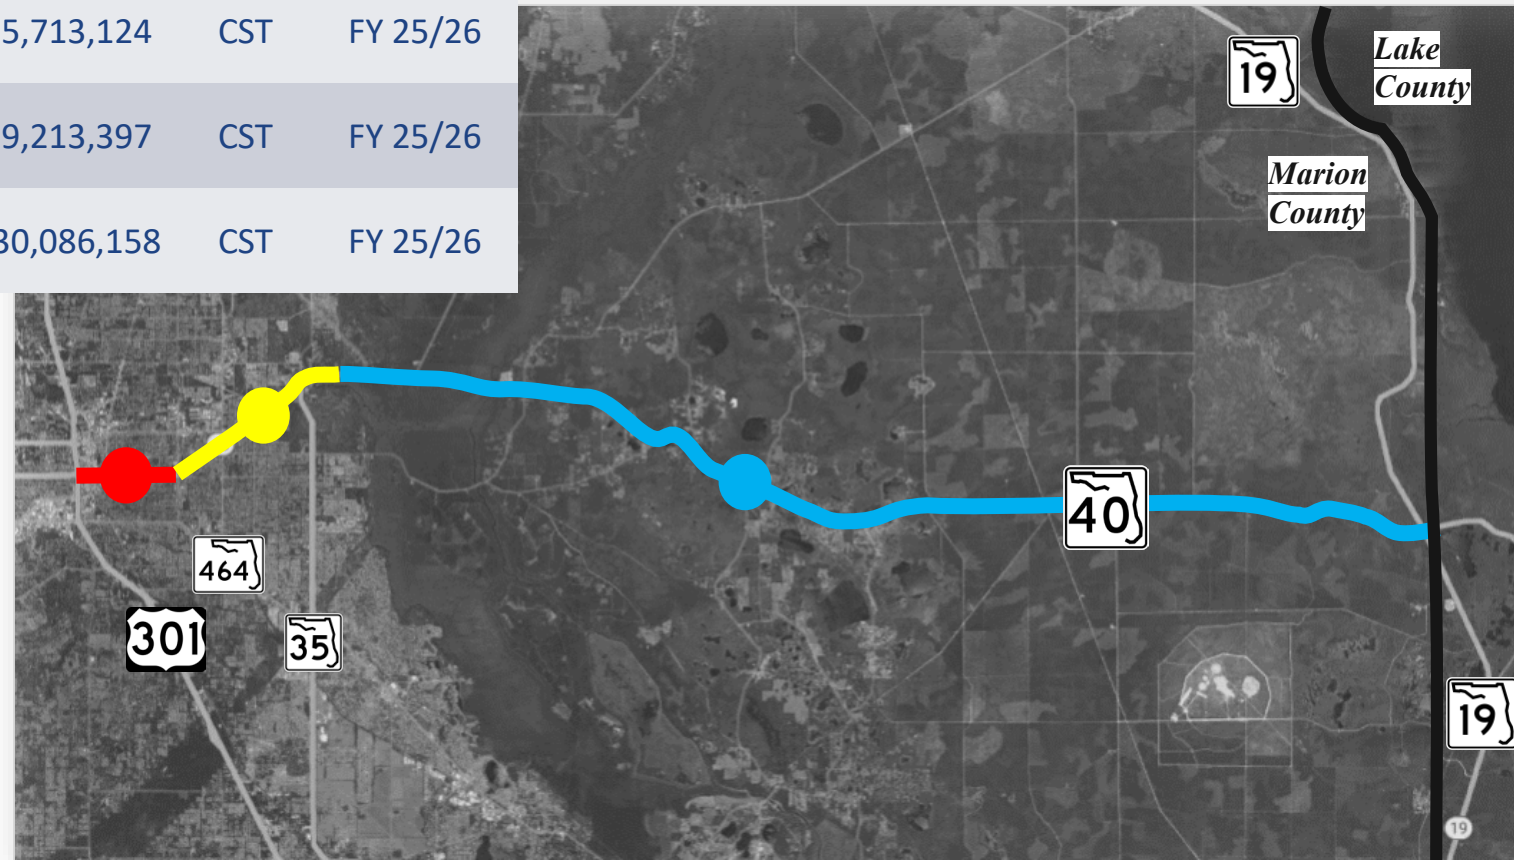 5,713,124 CST FY 25/26
9,213,397 CST FY 25/26
30,086,158 CST FY 25/26
19
Lake
County
Marion
County
40
464
301
35
19
19